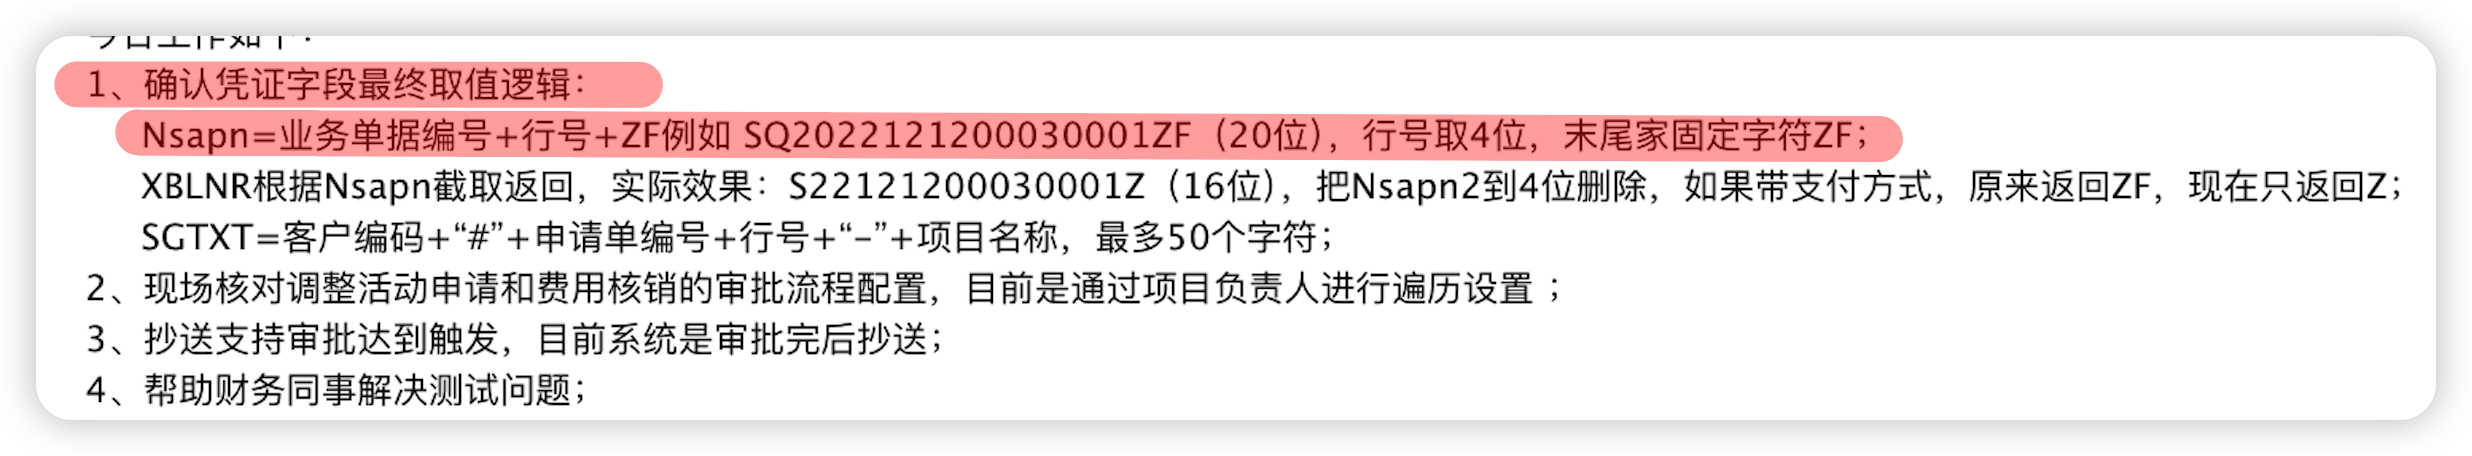 今日工作如下：
1、确认凭证字段最终取值逻辑：
Nsapn=业务单据编号+行号+ZF例如 SQ2022121200030001ZF（20位），行号取4位，末尾家固定字符ZF；
XBLNR根据Nsapn截取返回，实际效果：S22121200030001Z（16位），把Nsapn2到4位删除，如果带支付方式，原来返回ZF，现在只返回Z；
SGTXT=客户编码+“#”+申请单编号+行号+“-”+项目名称，最多50个字符；
2、现场核对调整活动申请和费用核销的审批流程配置，目前是通过项目负责人进行遍历设置 ；
3、抄送支持审批达到触发，目前系统是审批完后抄送；
4、帮助财务同事解决测试问题；